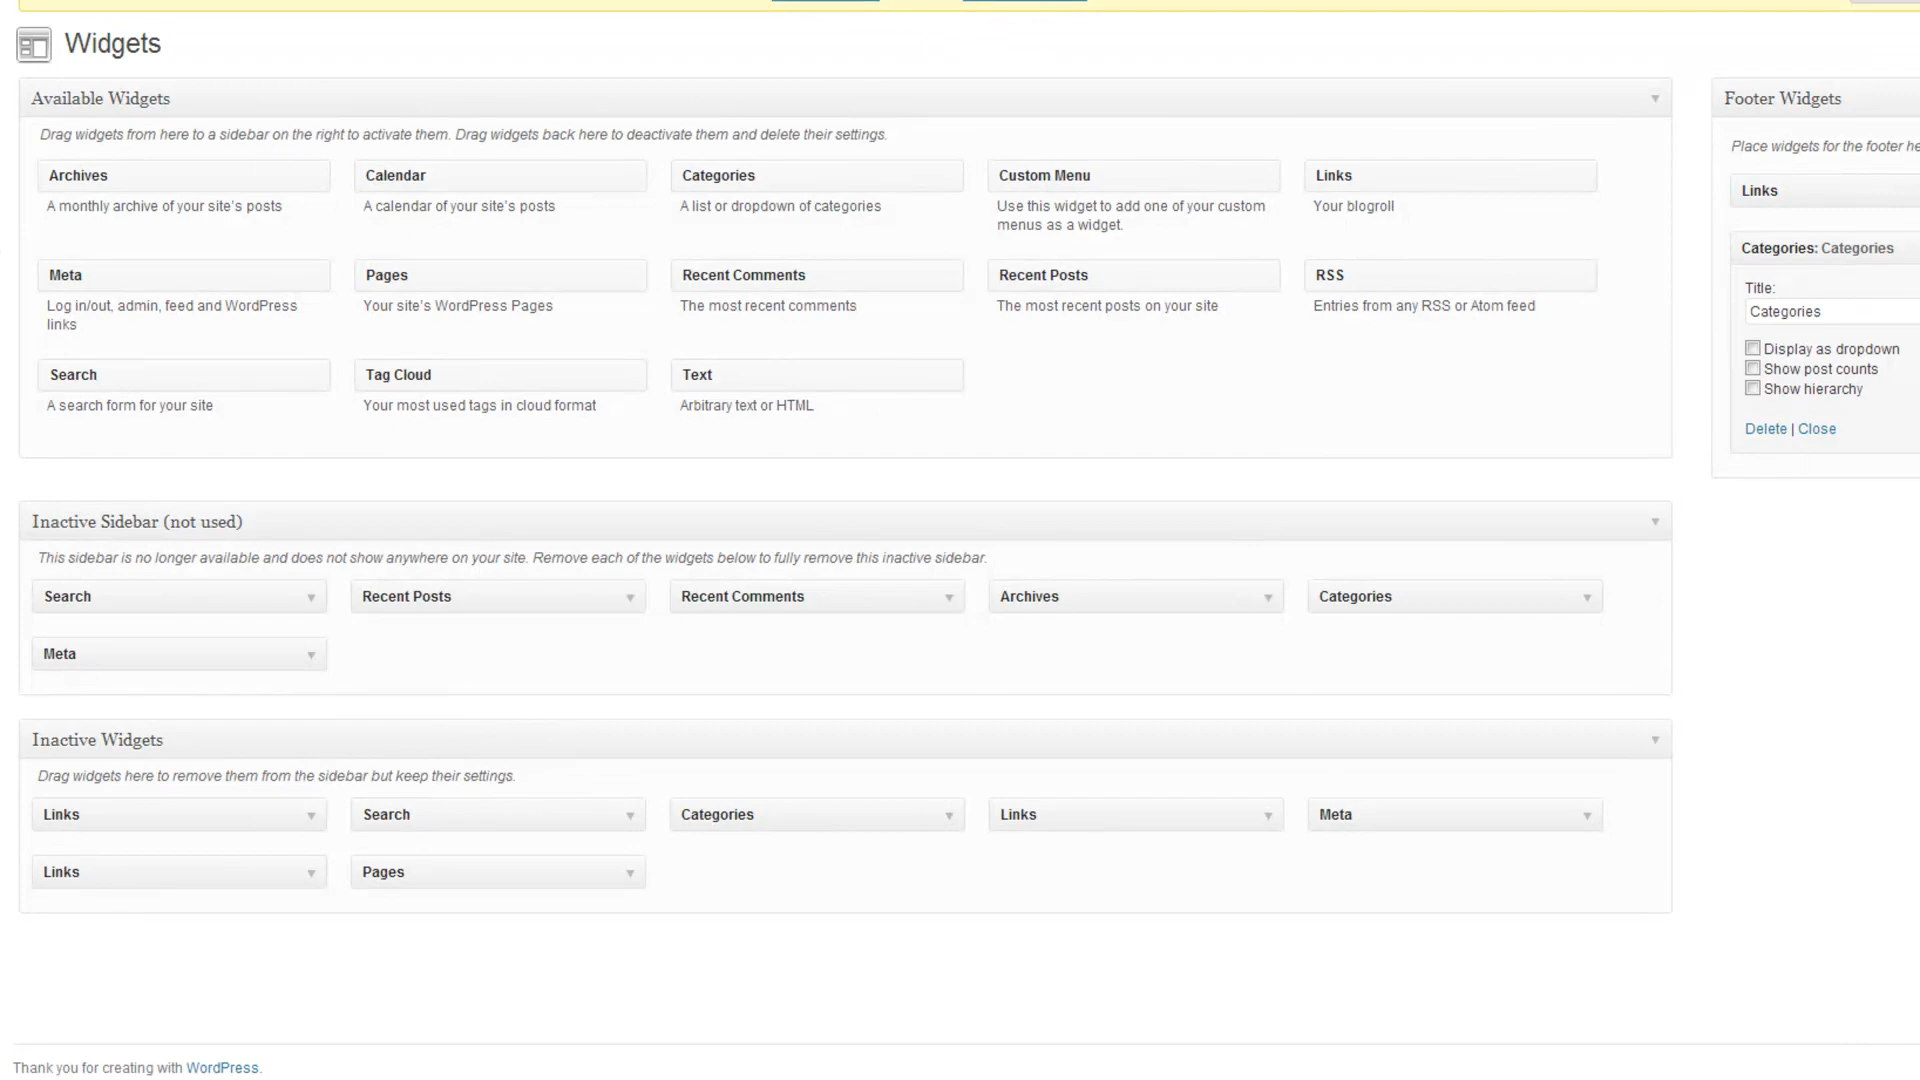 Widgets
Available Widgets
Drag widgets from here to a sidebar on the right to activate them. Drag widgets back here to deactivate them and delete their settings.
Archives
A monthly archive of your site's posts
Calendar
A calendar of your site's posts
Categories
A list or dropdown of categories
Custom Menu
Use this widget to add one of your custom
menus as a widget.
Links
Your blogroll
Meta
Log in/out, admin, feed and WordPress
links
Pages
Your site's WordPress Pages
Recent Comments
The most recent comments
Recent Posts
The most recent posts on your site
RSS
Entries from any RSS or Atom feed
Search
A search form for your site
Tag Cloud
Your most used tags in cloud format
Text
Arbitrary text or HTML
Inactive Sidebar (not used)
This sidebar is no longer available and does not show anywhere on your site. Remove each of the widgets below to fully remove this inactive sidebar.
Search
Recent Posts
Recent Comments
Archives
Categories
Meta
Inactive Widgets
Drag widgets here to remove them from the sidebar but keep their settings.
Links
Search
Categories
Links
Meta
Links
Pages
Footer Widgets
Place widgets for the footer he
Links
Categories: Categories
Title:
Categories
Display as dropdown
Show post counts
Show hierarchy
Delete | Close
Thank you for creating with WordPress.